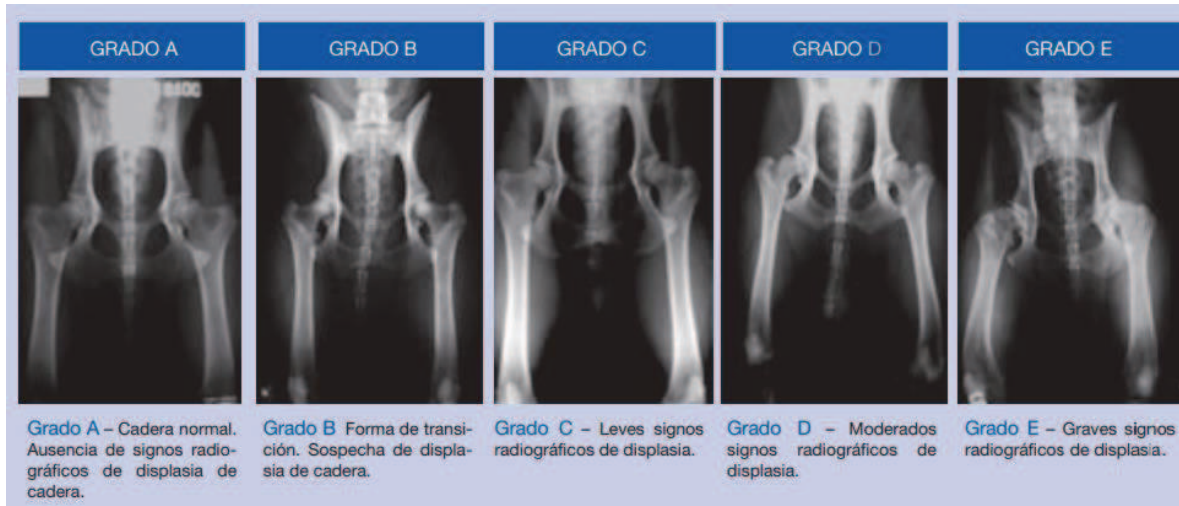 GRADO A
GRADO B
GRADO C
GRADO D
GRADO E
Grado A – Cadera normal.
Ausencia de signos radio-
gráficos de displasia de
cadera.
Grado B Forma de transi-
ción. Sospecha de displa-
sia de cadera.
Grado C – Leves signos
radiográficos de displasia.
Grado D – Moderados
signos radiográficos de
displasia.
Grado E – Graves signos
radiográficos de displasia.